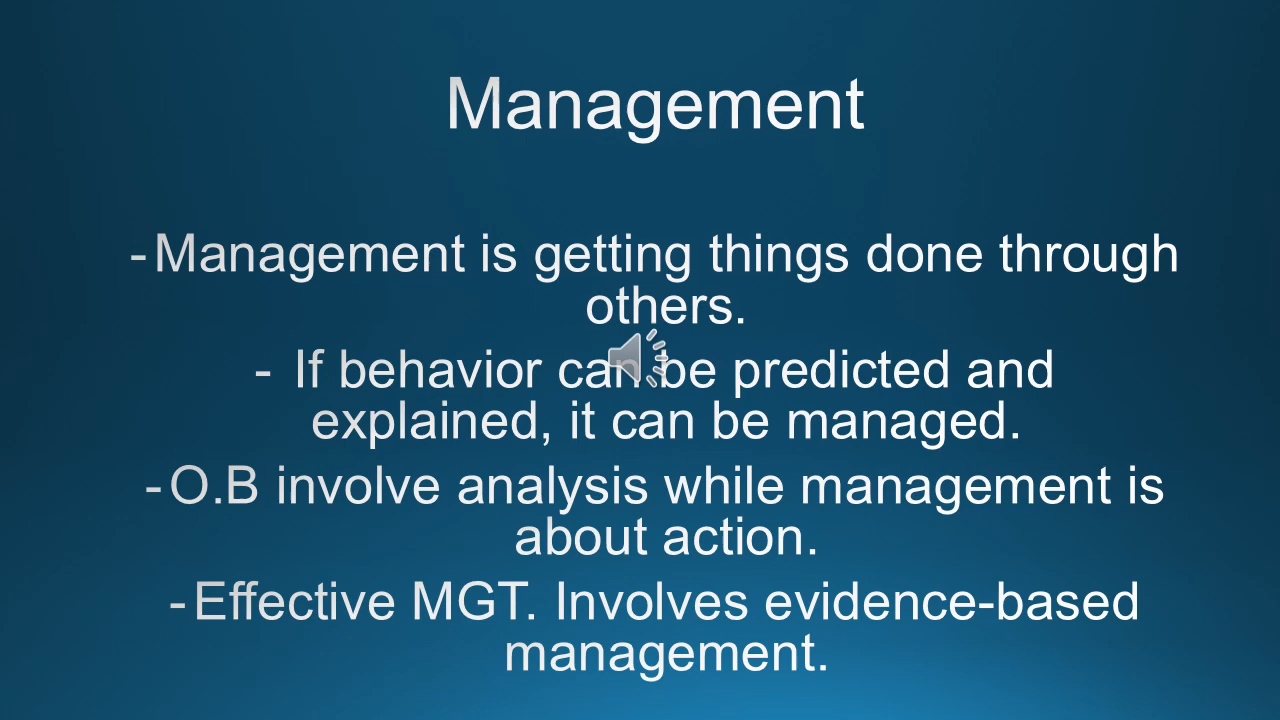 Management
-Management is getting things done through
others.
- If behavior can be predicted and
explained, it can be managed.
-O.B involve analysis while management is
about action.
-Effective MGT. Involves evidence-based
management.